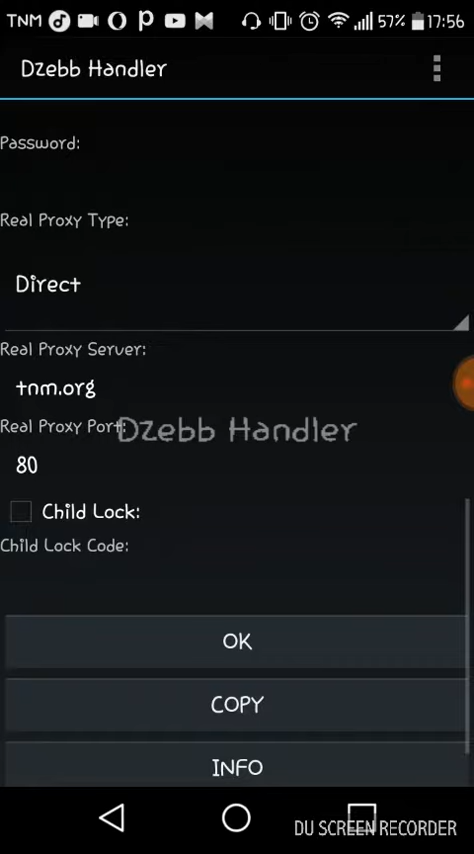 TNM 57% 17:56
Dzebb Handler
Password:
Real Proxy Type:
Direct
Real Proxy Server:
tnm.org
Real Proxy Port:
Dzebb Handler
80
Child Lock:
Child Lock Code:
OK
COPY
INFO
DU SCREEN RECORDER